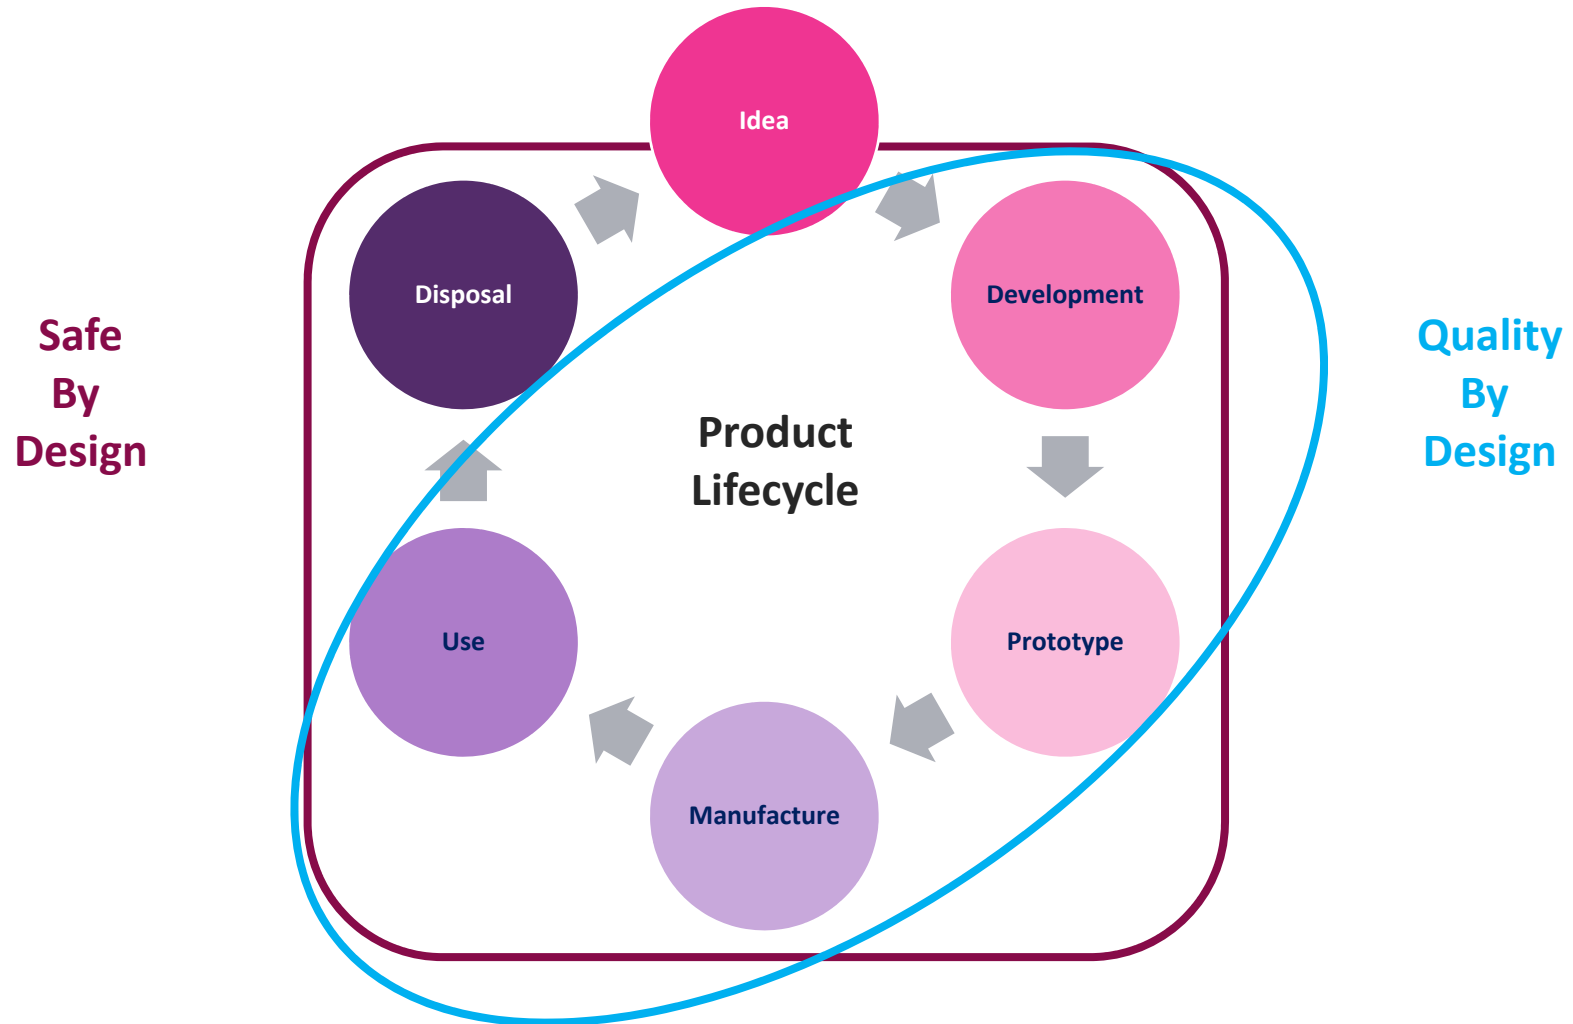 Idea
Disposal
Development
Safe
By
Design
Product
Lifecycle
Quality
By
Design
Use
Prototype
Manufacture